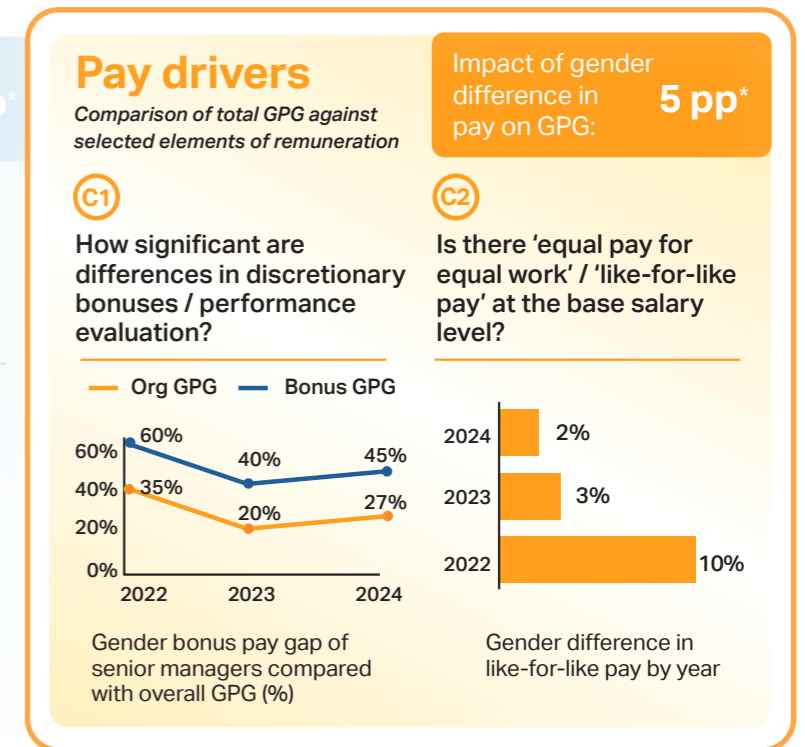 Pay drivers
Comparison of total GPG against
selected elements of remuneration
Impact of gender
difference in
pay on GPG:
5 pp*
C1
How significant are
differences in discretionary
bonuses / performance
evaluation?
Org GPG
Bonus GPG
60%
40%
20%
0%
60%
40%
45%
35%
20%
27%
2022
2023
2024
Gender bonus pay gap of
senior managers compared
with overall GPG (%)
C2
Is there ‘equal pay for
equal work’ / ‘like-for-like
pay’ at the base salary
level?
2024
2%
2023
3%
2022
10%
Gender difference in
like-for-like pay by year